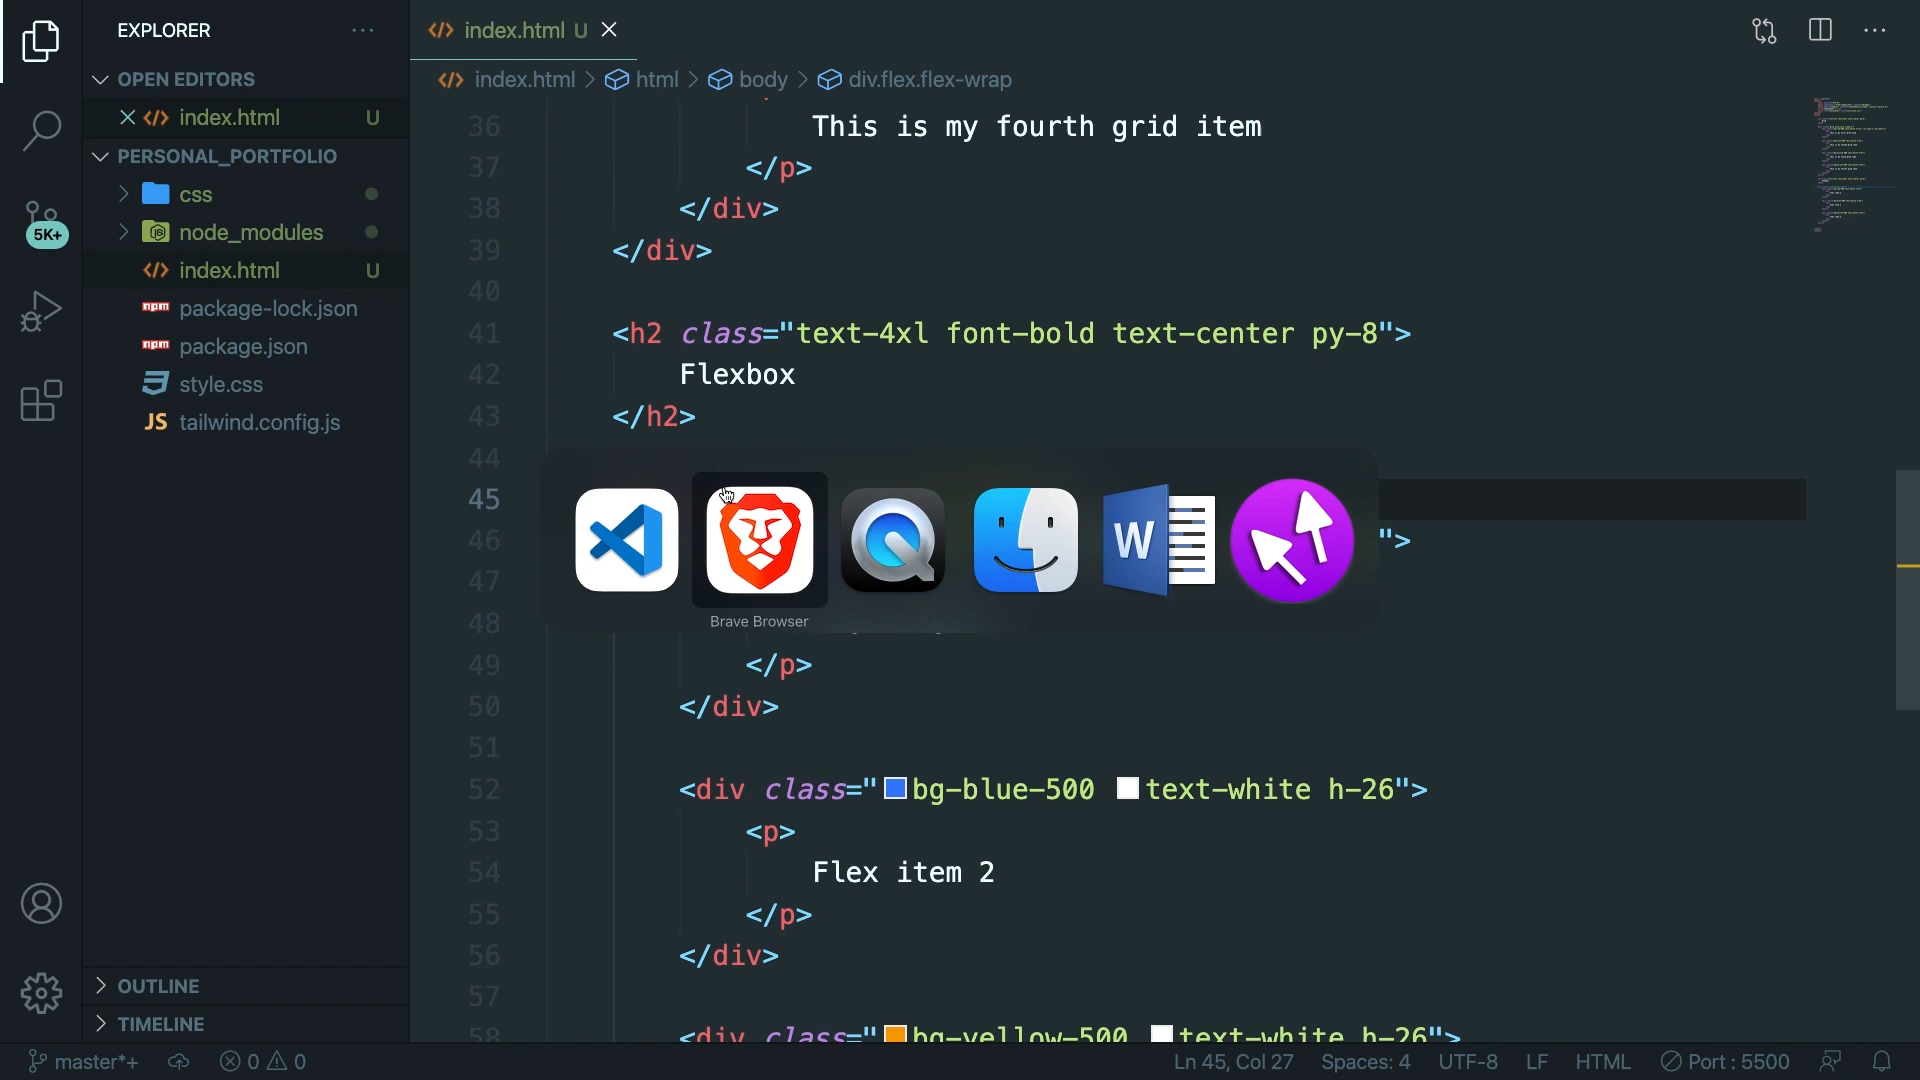 EXPLORER
index.html U
index.html html body div.flex.flex-wrap
OPEN EDITORS
index.html U
PERSONAL_PORTFOLIO
css
node_modules
index.html U
package-lock.json
package.json
style.css
JS tailwind.config.js
5K+
36 This is my fourth grid item
37 </p>
38 </div>
39 </div>
40
41 <h2 class="text-4xl font-bold text-center py-8">
42 Flexbox
43 </h2>
44
45
46 ">
47
48
49 </p>
50 </div>
51
52 <div class="bg-blue-500 text-white h-26">
53 <p>
54 Flex item 2
55 </p>
56 </div>
57
58 <div class="bg-yellow-500 text-white h-26">
W
Brave Browser
OUTLINE
TIMELINE
master*+ 0 0 Ln 45, Col 27 Spaces: 4 UTF-8 LF HTML Port : 5500